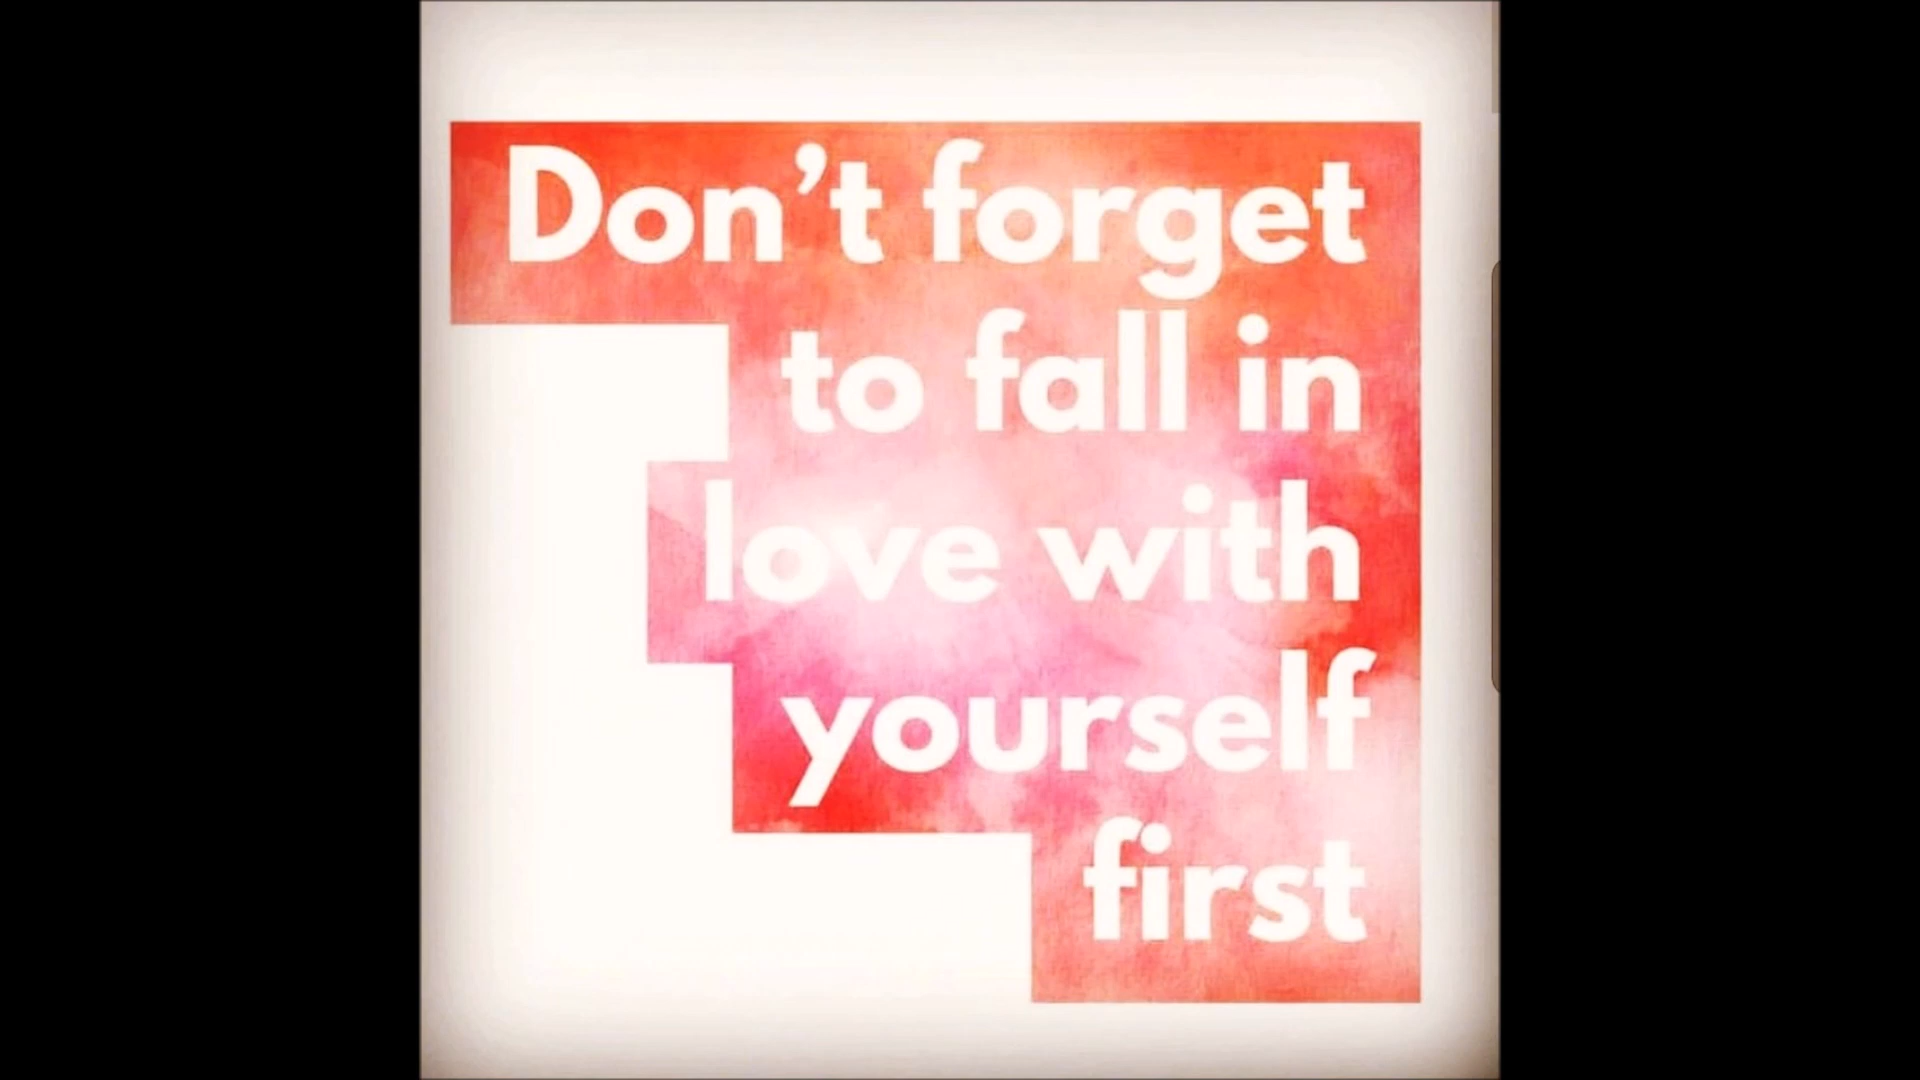 Don’t forget
to fall in
love with
yourself
first